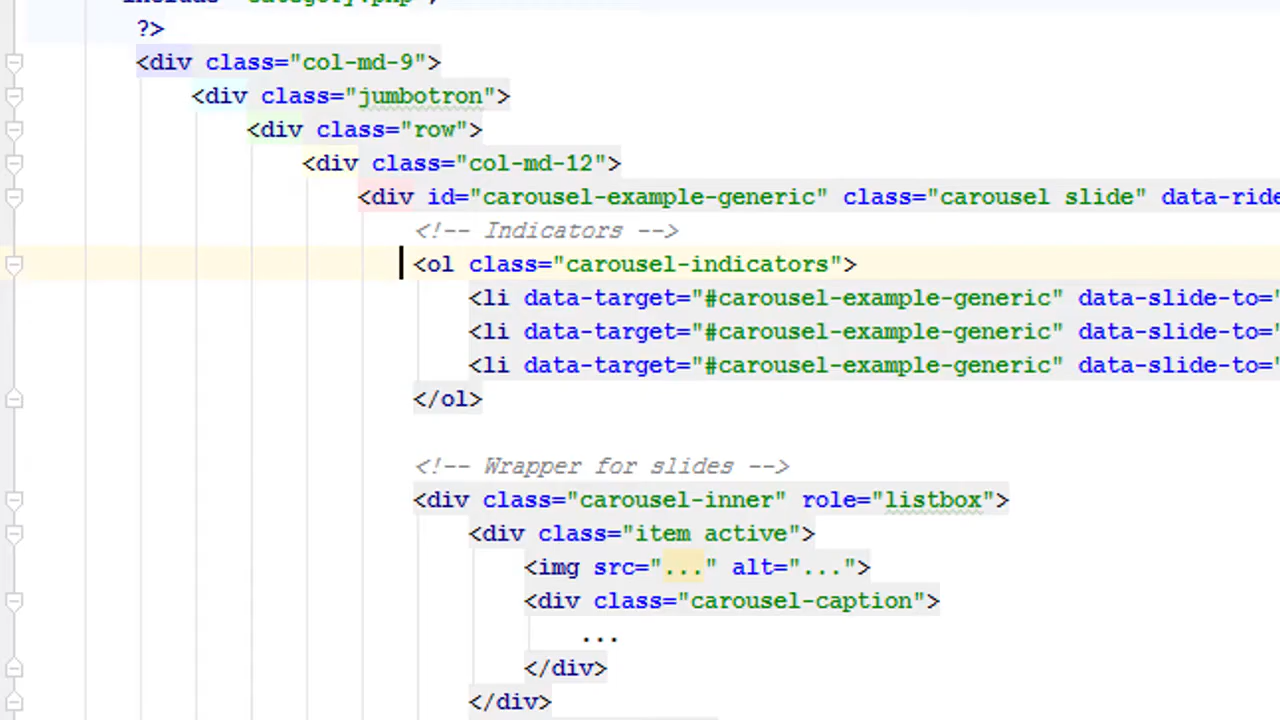 include "category.php";
?>
<div class="col-md-9">
<div class="jumbotron">
<div class="row">
<div class="col-md-12">
<div id="carousel-example-generic" class="carousel slide" data-ride
<!-- Indicators -->
<ol class="carousel-indicators">
<li data-target="#carousel-example-generic" data-slide-to="
<li data-target="#carousel-example-generic" data-slide-to="
<li data-target="#carousel-example-generic" data-slide-to="
</ol>
<!-- Wrapper for slides -->
<div class="carousel-inner" role="listbox">
<div class="item active">
<img src="..." alt="...">
<div class="carousel-caption">
...
</div>
</div>